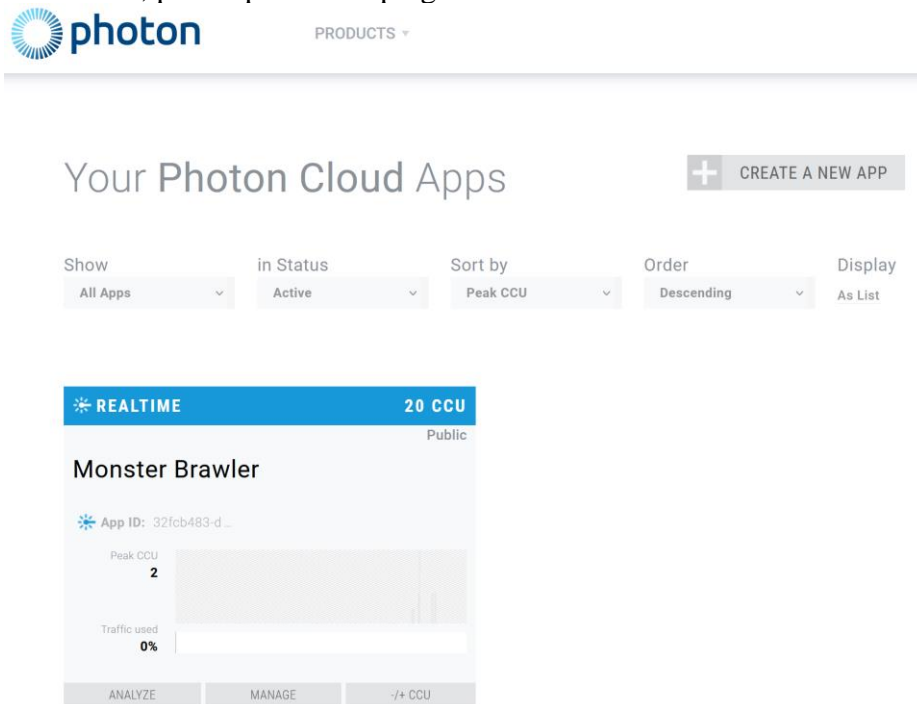 photon
PRODUCTS
Your Photon Cloud Apps
CREATE A NEW APP
Show in Status Sort by Order Display
All Apps Active Peak CCU Descending As List
REALTIME 20 CCU
Public
Monster Brawler
App ID: 32fcb483-d...
Peak CCU
2
Traffic used
0%
ANALYZE MANAGE -/+ CCU